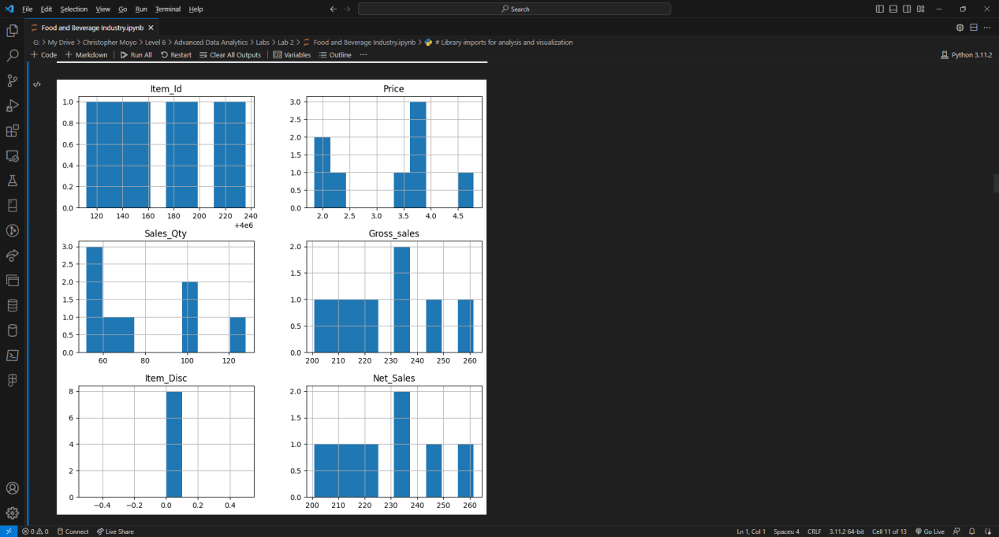 File Edit Selection View Go Run Terminal Help
Search
Food and Beverage Industry.ipynb
G: > My Drive > Christopher Moyo > Level 6 > Advanced Data Analytics > Labs > Lab 2 > Food and Beverage Industry.ipynb > # Library imports for analysis and visualization
+ Code + Markdown Run All Restart Clear All Outputs Variables Outline ...
Python 3.11.2
Item_Id
1.0
0.8
0.6
0.4
0.2
0.0
120 140 160 180 200 220 240
+4e6
Price
3.0
2.5
2.0
1.5
1.0
0.5
0.0
2.0 2.5 3.0 3.5 4.0 4.5
Sales_Qty
3.0
2.5
2.0
1.5
1.0
0.5
0.0
60 80 100 120
Gross_sales
2.0
1.5
1.0
0.5
0.0
200 210 220 230 240 250 260
Item_Disc
8
6
4
2
0
−0.4 −0.2 0.0 0.2 0.4
Net_Sales
2.0
1.5
1.0
0.5
0.0
200 210 220 230 240 250 260
0 0 Connect Live Share
Ln 1, Col 1 Spaces: 4 CRLF 3.11.2 64-bit Cell 11 of 13 Go Live